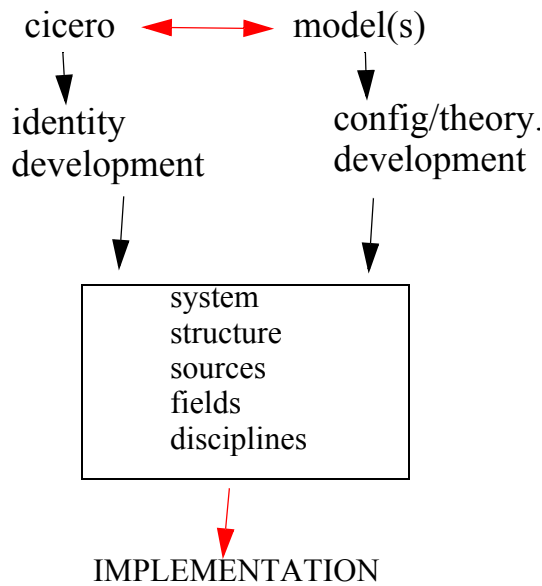 cicero
model(s)
identity
development
config/theory.
development
system
structure
sources
fields
disciplines
IMPLEMENTATION